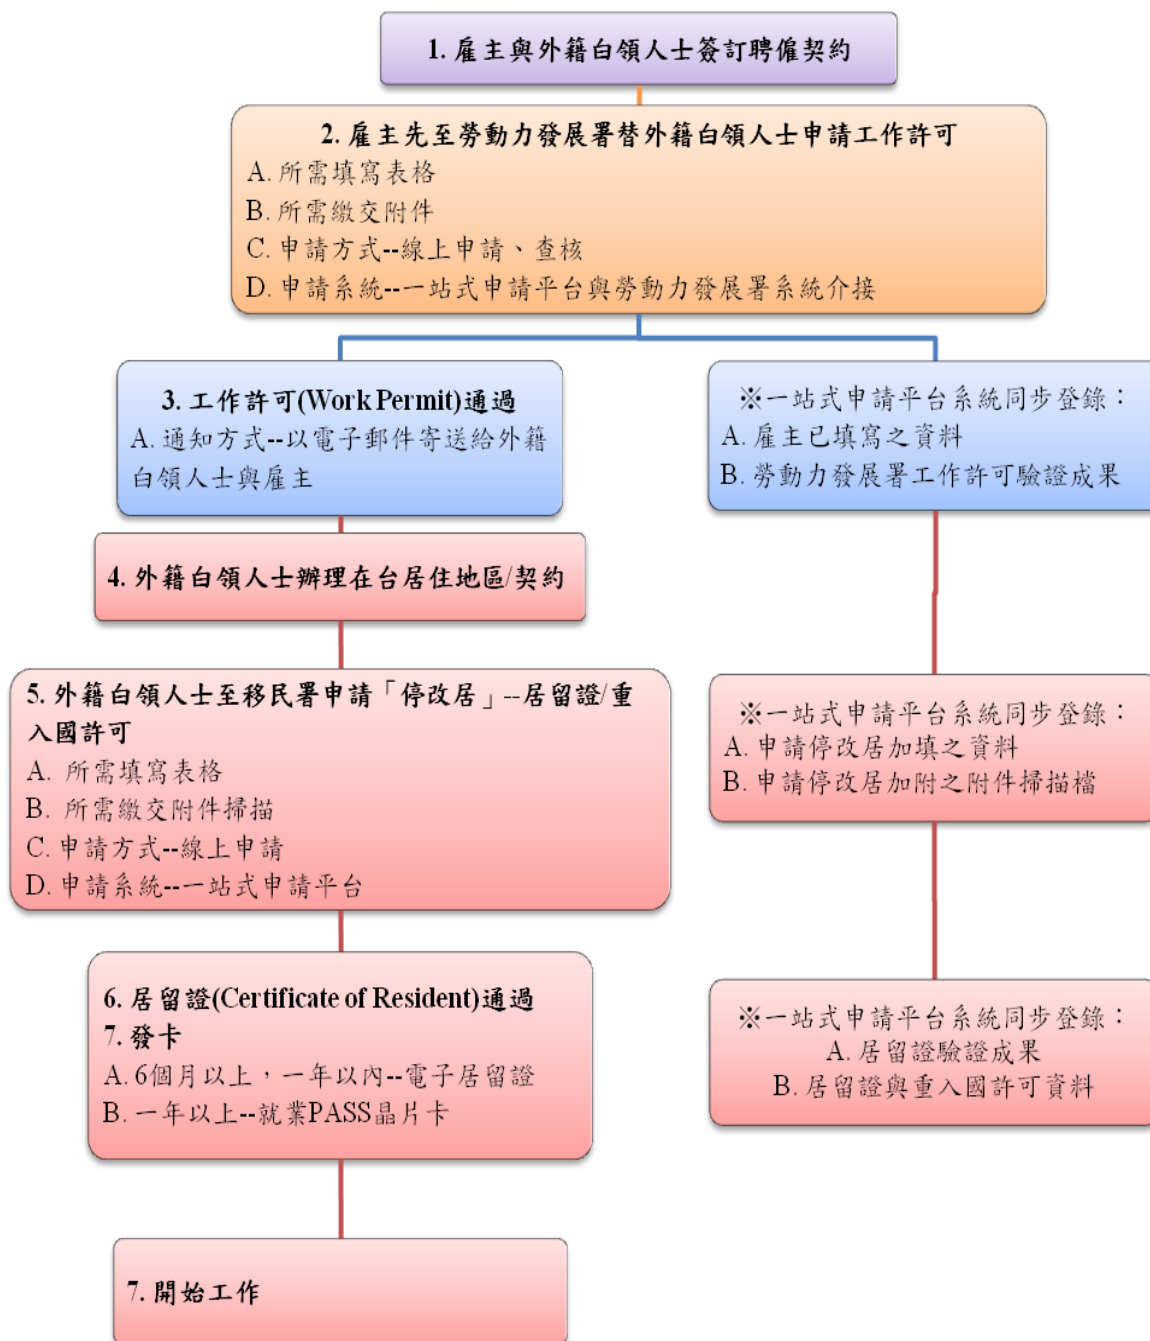 1. 雇主與外籍白領人士簽訂聘僱契約
2. 雇主先至勞動力發展署替外籍白領人士申請工作許可
A. 所需填寫表格
B. 所需繳交附件
C. 申請方式--線上申請、查核
D. 申請系統--一站式申請平台與勞動力發展署系統介接
3. 工作許可(Work Permit)通過
A. 通知方式--以電子郵件寄送給外籍
白領人士與雇主
※一站式申請平台系統同步登錄：
A. 雇主已填寫之資料
B. 勞動力發展署工作許可驗證成果
4. 外籍白領人士辦理在台居住地區/契約
5. 外籍白領人士至移民署申請「停改居」--居留證/重
入國許可
A. 所需填寫表格
B. 所需繳交附件掃描
C. 申請方式--線上申請
D. 申請系統--一站式申請平台
※一站式申請平台系統同步登錄：
A. 申請停改居加填之資料
B. 申請停改居加附之附件掃描檔
6. 居留證(Certificate of Resident)通過
7. 發卡
A. 6個月以上，一年以內--電子居留證
B. 一年以上--就業PASS晶片卡
※一站式申請平台系統同步登錄：
A. 居留證驗證成果
B. 居留證與重入國許可資料
7. 開始工作